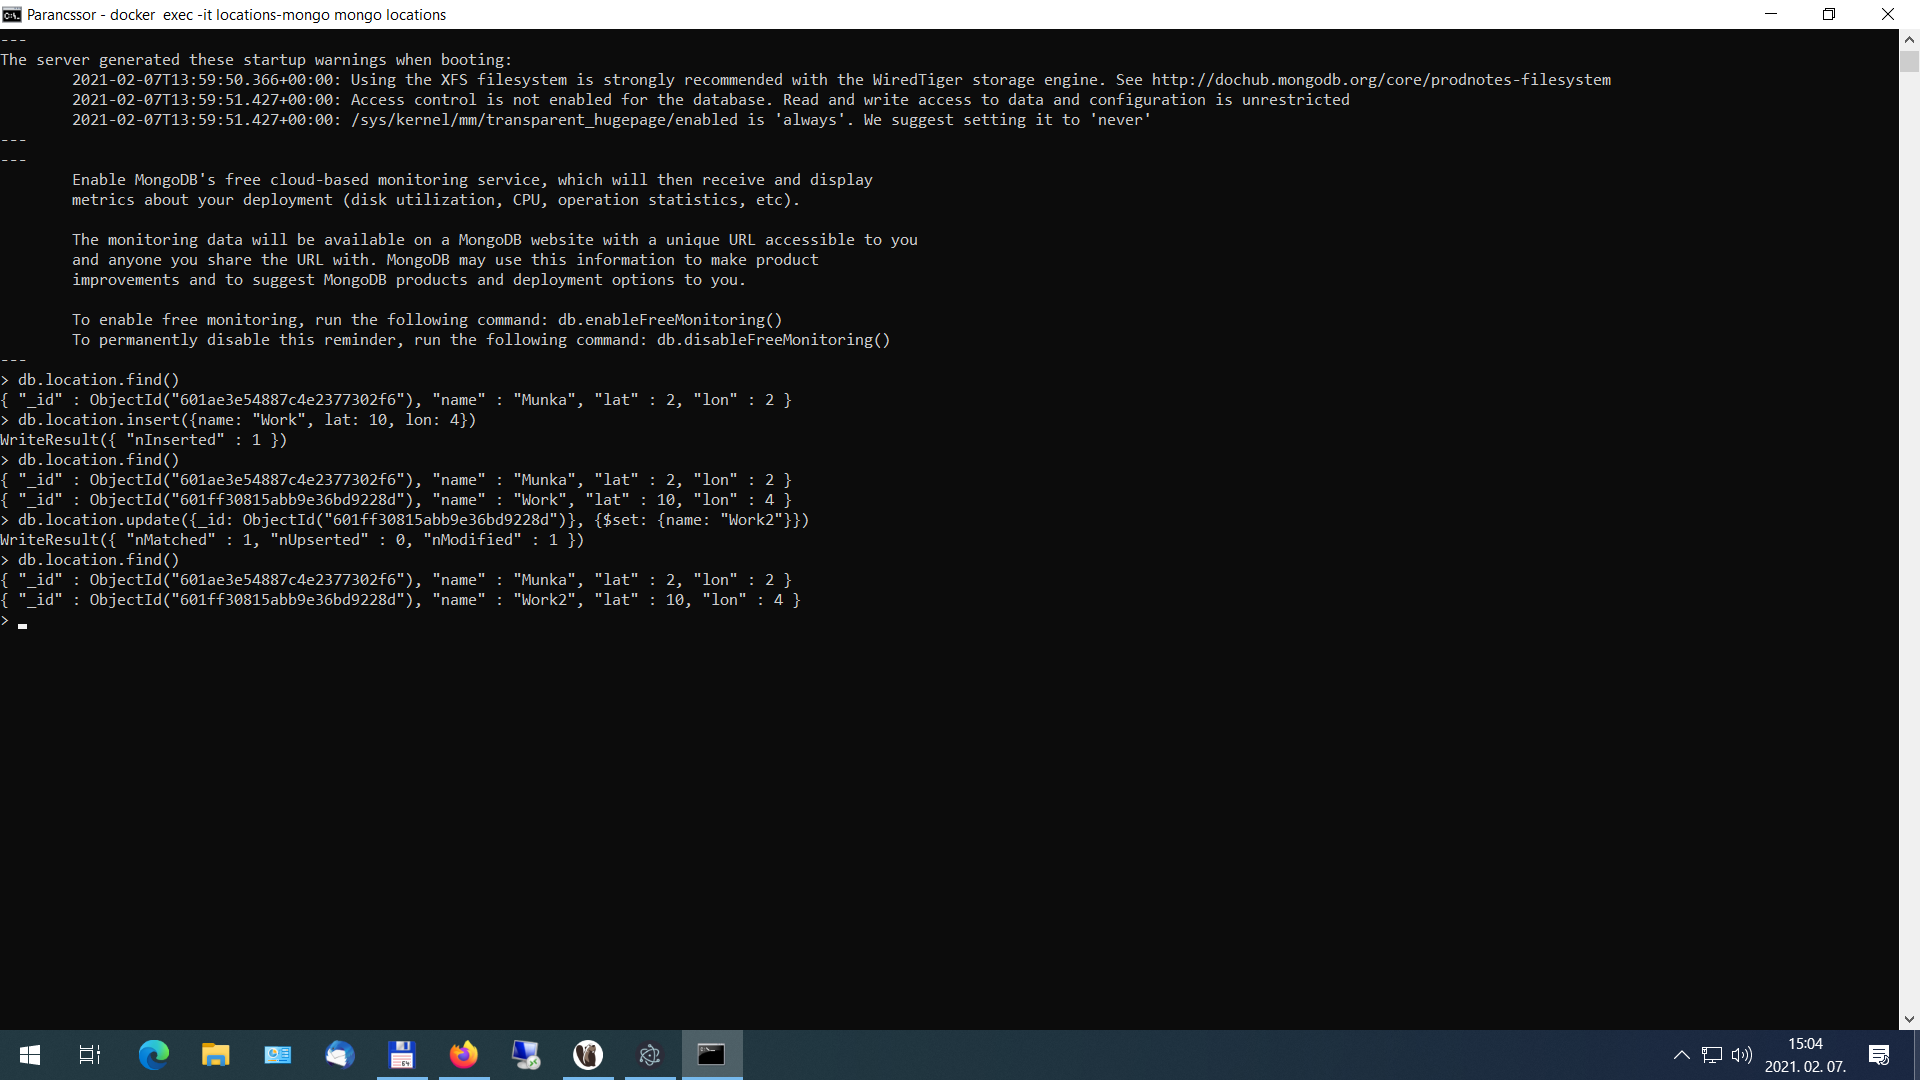 Parancssor - docker  exec -it locations-mongo mongo locations
---
The server generated these startup warnings when booting:
        2021-02-07T13:59:50.366+00:00: Using the XFS filesystem is strongly recommended with the WiredTiger storage engine. See http://dochub.mongodb.org/core/prodnotes-filesystem
        2021-02-07T13:59:51.427+00:00: Access control is not enabled for the database. Read and write access to data and configuration is unrestricted
        2021-02-07T13:59:51.427+00:00: /sys/kernel/mm/transparent_hugepage/enabled is 'always'. We suggest setting it to 'never'
---
---
        Enable MongoDB's free cloud-based monitoring service, which will then receive and display
        metrics about your deployment (disk utilization, CPU, operation statistics, etc).

        The monitoring data will be available on a MongoDB website with a unique URL accessible to you
        and anyone you share the URL with. MongoDB may use this information to make product
        improvements and to suggest MongoDB products and deployment options to you.

        To enable free monitoring, run the following command: db.enableFreeMonitoring()
        To permanently disable this reminder, run the following command: db.disableFreeMonitoring()
---
> db.location.find()
{ "_id" : ObjectId("601ae3e54887c4e2377302f6"), "name" : "Munka", "lat" : 2, "lon" : 2 }
> db.location.insert({name: "Work", lat: 10, lon: 4})
WriteResult({ "nInserted" : 1 })
> db.location.find()
{ "_id" : ObjectId("601ae3e54887c4e2377302f6"), "name" : "Munka", "lat" : 2, "lon" : 2 }
{ "_id" : ObjectId("601ff30815abb9e36bd9228d"), "name" : "Work", "lat" : 10, "lon" : 4 }
> db.location.update({_id: ObjectId("601ff30815abb9e36bd9228d")}, {$set: {name: "Work2"}})
WriteResult({ "nMatched" : 1, "nUpserted" : 0, "nModified" : 1 })
> db.location.find()
{ "_id" : ObjectId("601ae3e54887c4e2377302f6"), "name" : "Munka", "lat" : 2, "lon" : 2 }
{ "_id" : ObjectId("601ff30815abb9e36bd9228d"), "name" : "Work2", "lat" : 10, "lon" : 4 }
>
64
15:04
2021. 02. 07.